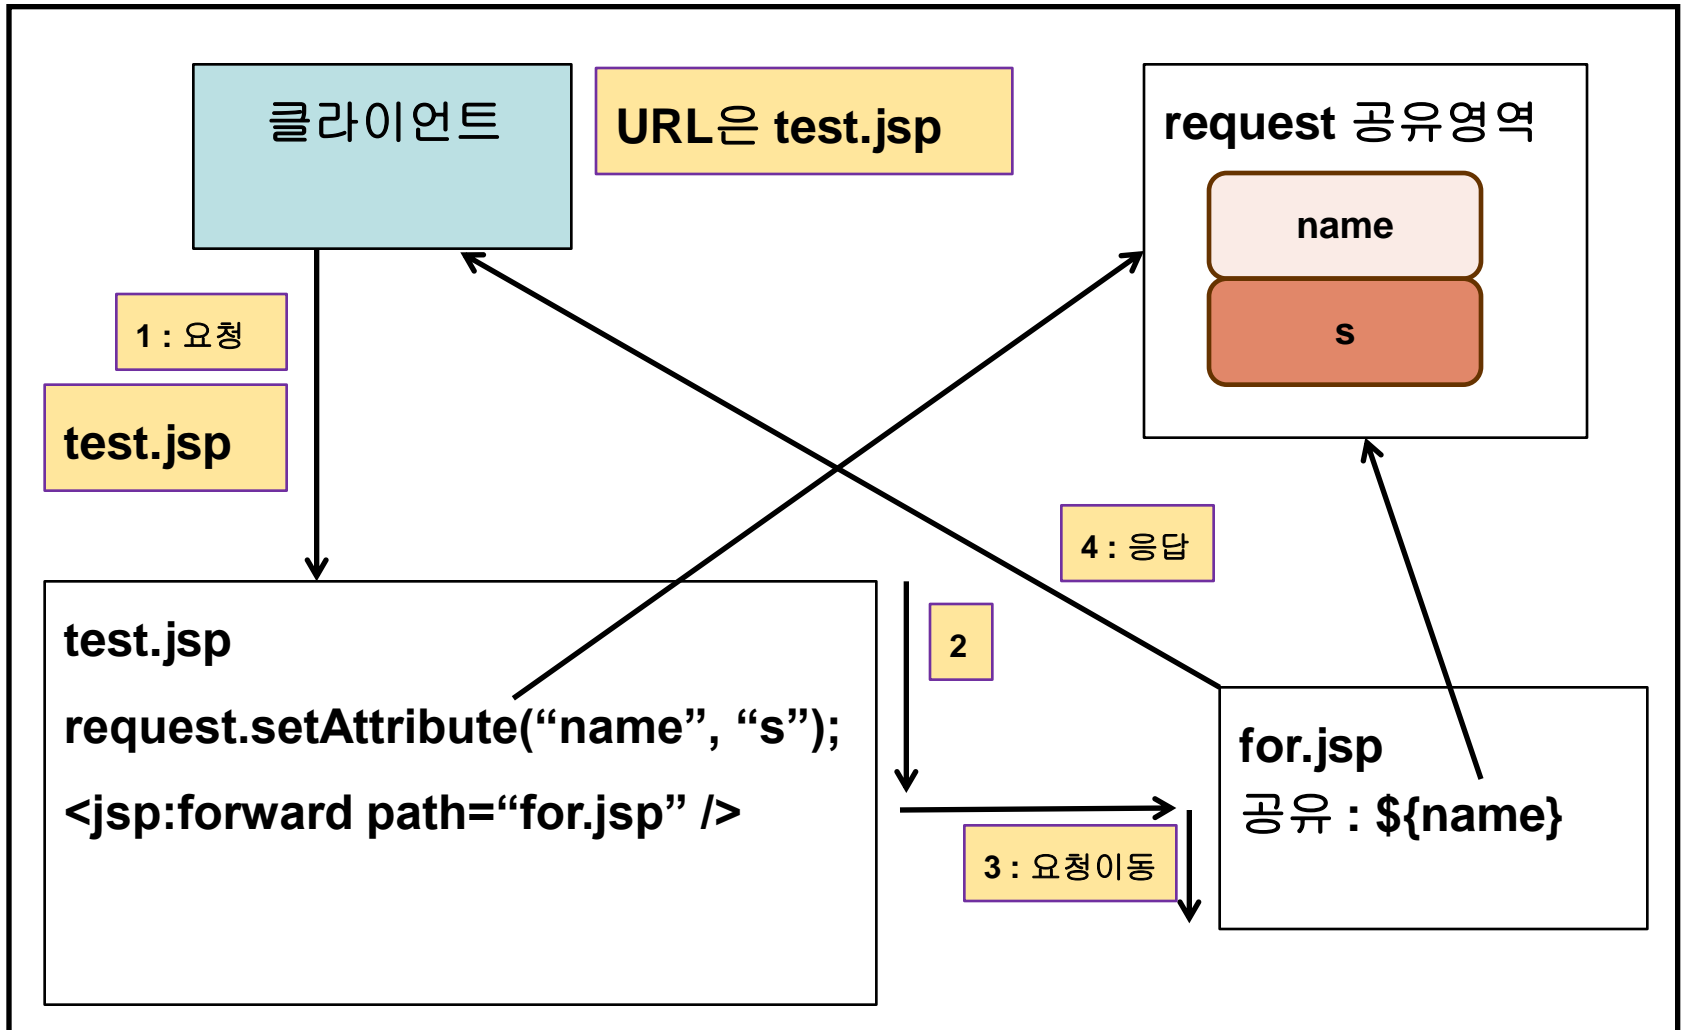 클라이언트
URL은 test.jsp
request 공유영역
name
s
1 : 요청
test.jsp
4 : 응답
test.jsp
request.setAttribute(“name”, “s”);
<jsp:forward path=“for.jsp” />
2
3 : 요청이동
for.jsp
공유 : ${name}